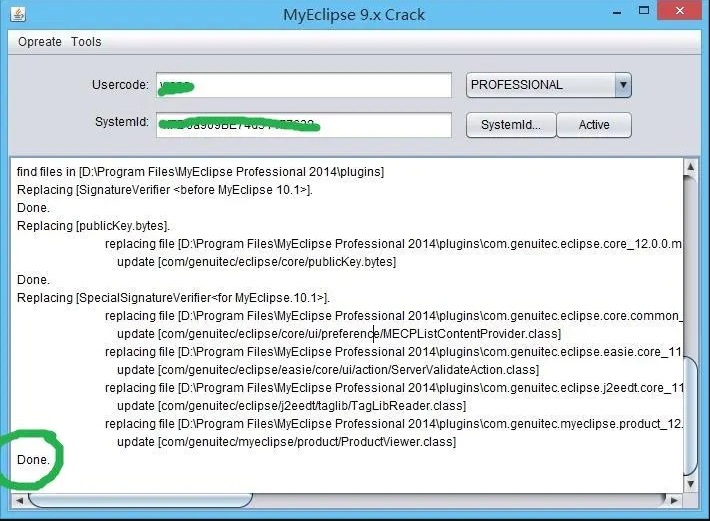 MyEclipse 9.x Crack
Opreate Tools
Usercode:
PROFESSIONAL
SystemId:
SystemId... Active
find files in [D:\Program Files\MyEclipse Professional 2014\plugins]
Replacing [SignatureVerifier <before MyEclipse 10.1>].
Done.
Replacing [publicKey.bytes].
replacing file [D:\Program Files\MyEclipse Professional 2014\plugins\com.genuitec.eclipse.core_12.0.0.m
update [com/genuitec/eclipse/core/publicKey.bytes]
Done.
Replacing [SpecialSignatureVerifier<for MyEclipse.10.1>].
replacing file [D:\Program Files\MyEclipse Professional 2014\plugins\com.genuitec.eclipse.core.common_
update [com/genuitec/eclipse/core/ui/preference/MECPListContentProvider.class]
replacing file [D:\Program Files\MyEclipse Professional 2014\plugins\com.genuitec.eclipse.easie.core_11
update [com/genuitec/eclipse/easie/core/ui/action/ServerValidateAction.class]
replacing file [D:\Program Files\MyEclipse Professional 2014\plugins\com.genuitec.eclipse.j2eedt.core_11
update [com/genuitec/eclipse/j2eedt/taglib/TagLibReader.class]
replacing file [D:\Program Files\MyEclipse Professional 2014\plugins\com.genuitec.myeclipse.product_12.
update [com/genuitec/myeclipse/product/ProductViewer.class]
Done.